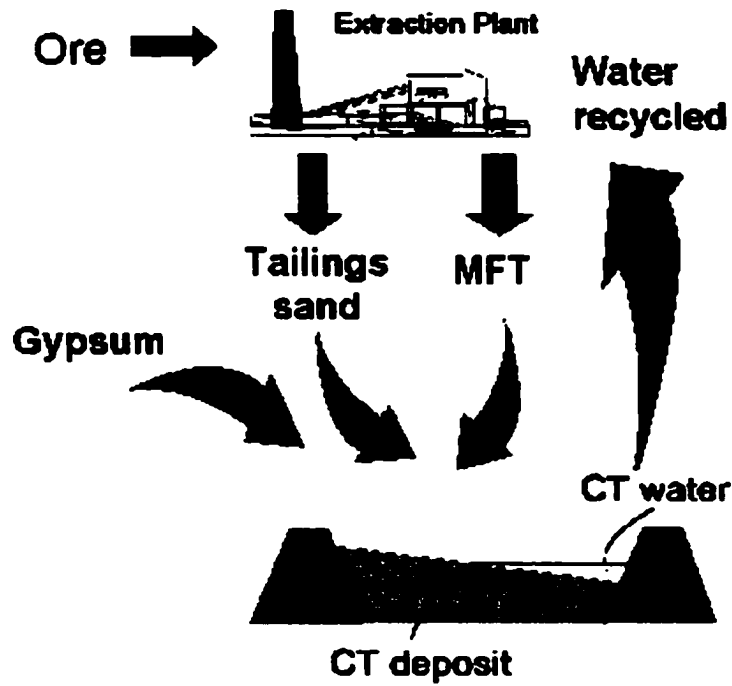 Ore
Extraction Plant
Water
recycled
Tailings
sand
MFT
Gypsum
CT water
CT deposit